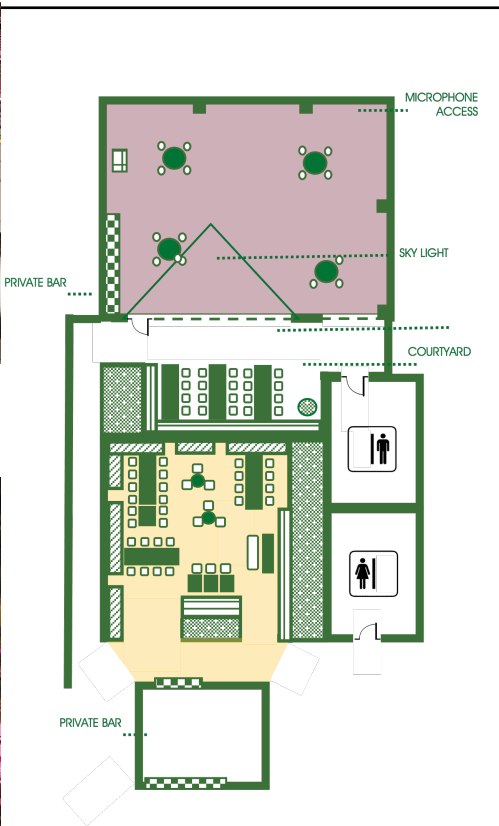 MICROPHONE
ACCESS
SKY LIGHT
PRIVATE BAR
COURTYARD
PRIVATE BAR